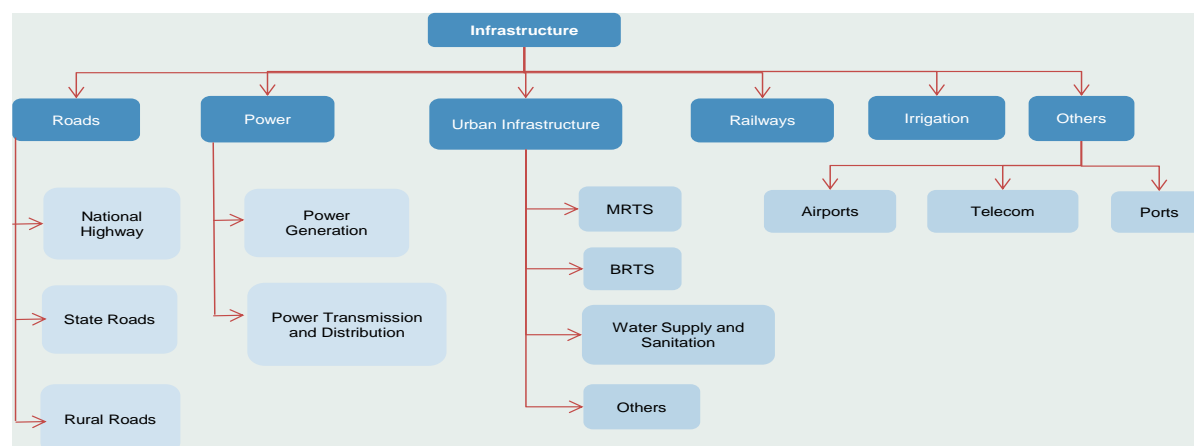 Infrastructure
Roads
Power
Urban Infrastructure
Railways
Irrigation
Others
National
Highway
State Roads
Rural Roads
Power
Generation
Power Transmission
and Distribution
MRTS
BRTS
Water Supply and
Sanitation
Others
Airports
Telecom
Ports